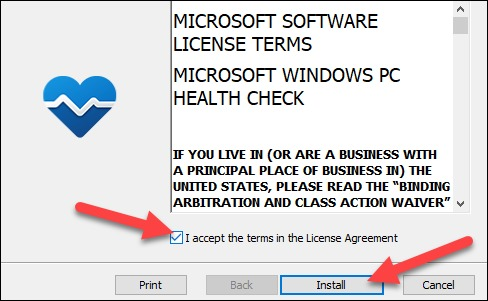 MICROSOFT SOFTWARE
LICENSE TERMS
MICROSOFT WINDOWS PC
HEALTH CHECK
IF YOU LIVE IN (OR ARE A BUSINESS WITH
A PRINCIPAL PLACE OF BUSINESS IN) THE
UNITED STATES, PLEASE READ THE “BINDING
ARBITRATION AND CLASS ACTION WAIVER”
I accept the terms in the License Agreement
Print Back Install Cancel